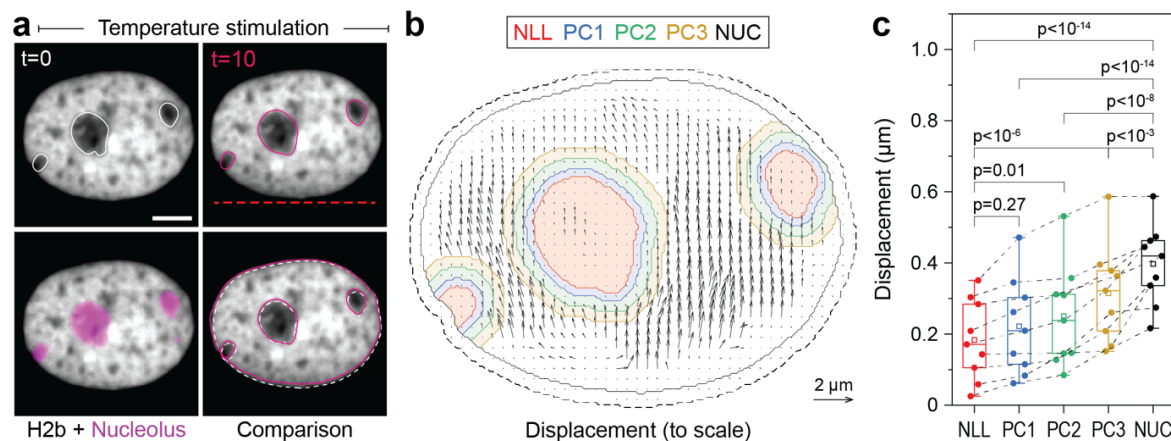 a
Temperature stimulation
t=0
t=10
H2b + Nucleolus
Comparison
b
NLL PC1 PC2 PC3 NUC
2 µm
Displacement (to scale)
c
Displacement (µm)
1.0
0.8
0.6
0.4
0.2
0
p<10-14
p<10-14
p<10-8
p<10-6
p<10-3
p=0.01
p=0.27
NLL PC1 PC2 PC3 NUC